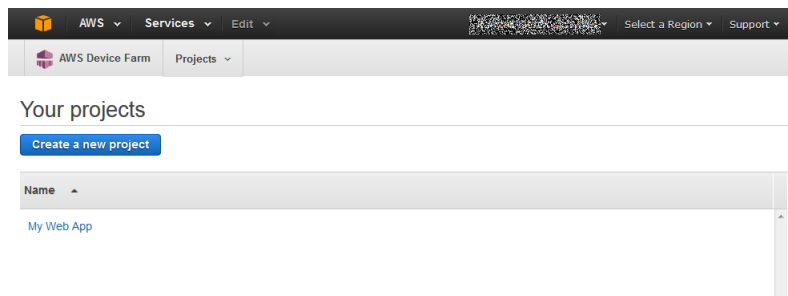 AWS Services Edit Select a Region Support
AWS Device Farm Projects
Your projects
Create a new project
Name
My Web App